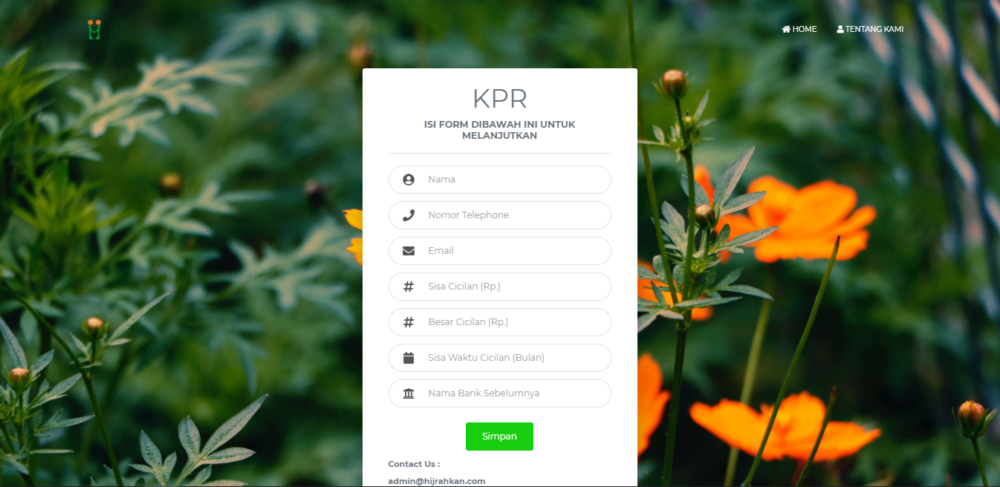 HOME
TENTANG KAMI
KPR
ISI FORM DIBAWAH INI UNTUK
MELANJUTKAN
Nama
Nomor Telephone
Email
Sisa Cicilan (Rp.)
Besar Cicilan (Rp.)
Sisa Waktu Cicilan (Bulan)
Nama Bank Sebelumnya
Simpan
Contact Us :
admin@hijrahkan.com